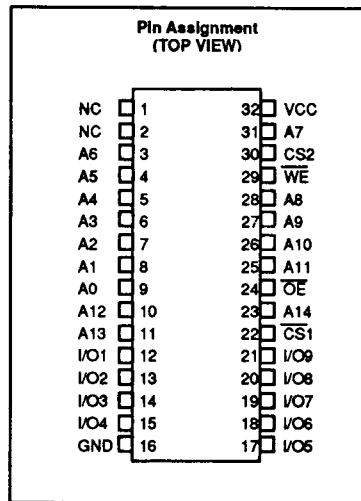 Pin Assignment
(TOP VIEW)
NC 1 32 VCC
NC 2 31 A7
A6 3 30 CS2
A5 4 29 WE
A4 5 28 A8
A3 6 27 A9
A2 7 26 A10
A1 8 25 A11
A0 9 24 OE
A12 10 23 A14
A13 11 22 CS1
I/O1 12 21 I/O9
I/O2 13 20 I/O8
I/O3 14 19 I/O7
I/O4 15 18 I/O6
GND 16 17 I/O5